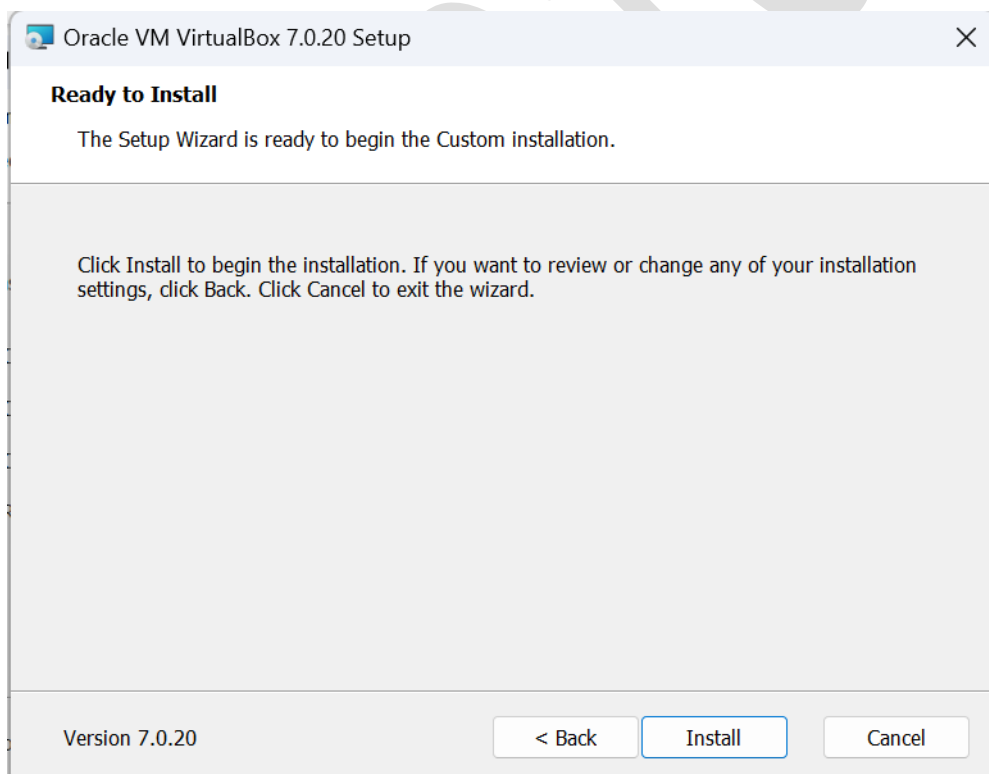 Oracle VM VirtualBox 7.0.20 Setup
Ready to Install
The Setup Wizard is ready to begin the Custom installation.
Click Install to begin the installation. If you want to review or change any of your installation
settings, click Back. Click Cancel to exit the wizard.
Version 7.0.20
< Back
Install
Cancel